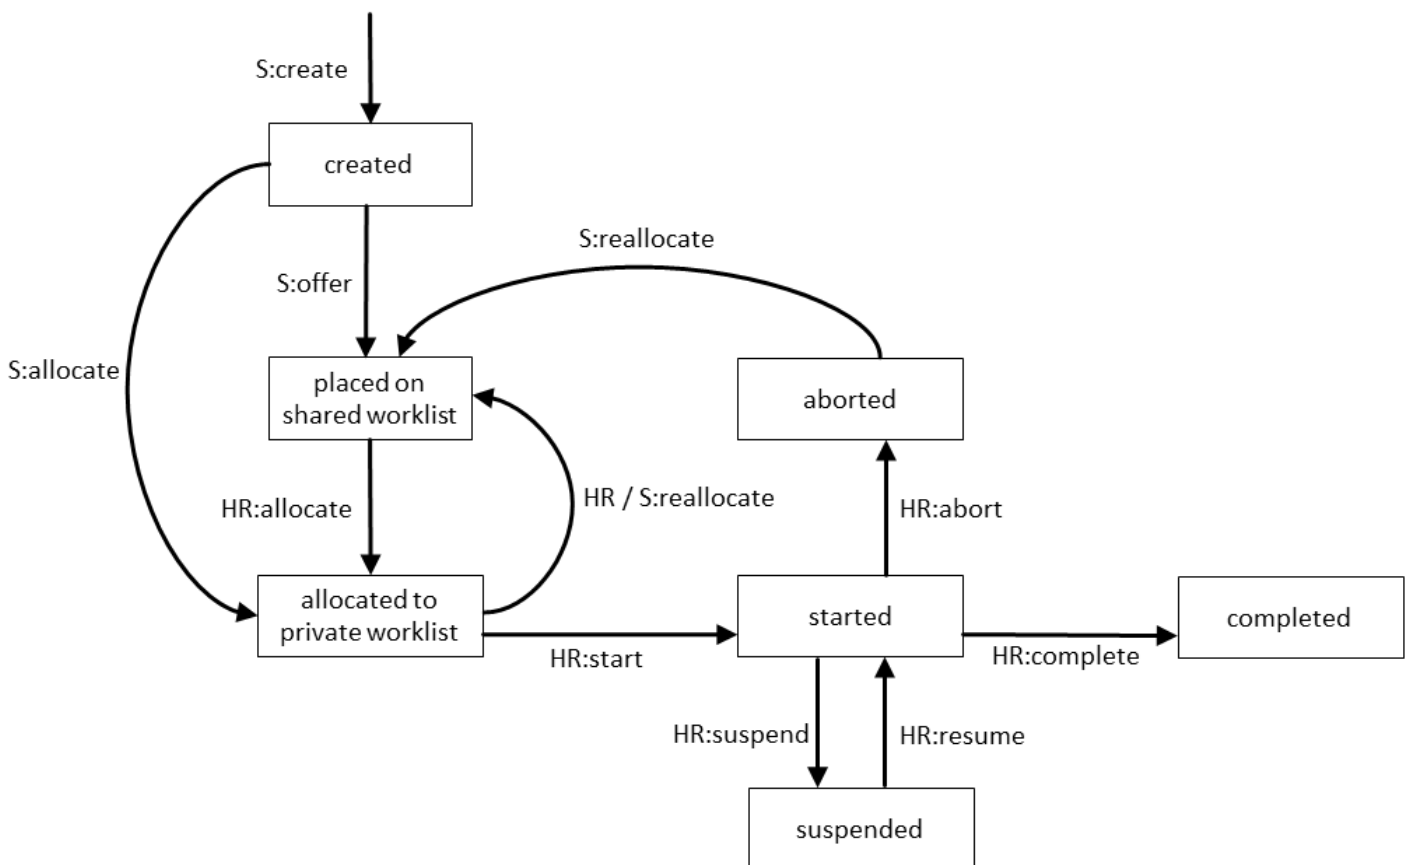 S:create
created
S:reallocate
S:offer
S:allocate
placed on
shared worklist
aborted
HR:allocate
HR / S:reallocate
HR:abort
allocated to
private worklist
started
completed
HR:start
HR:complete
HR:suspend
HR:resume
suspended